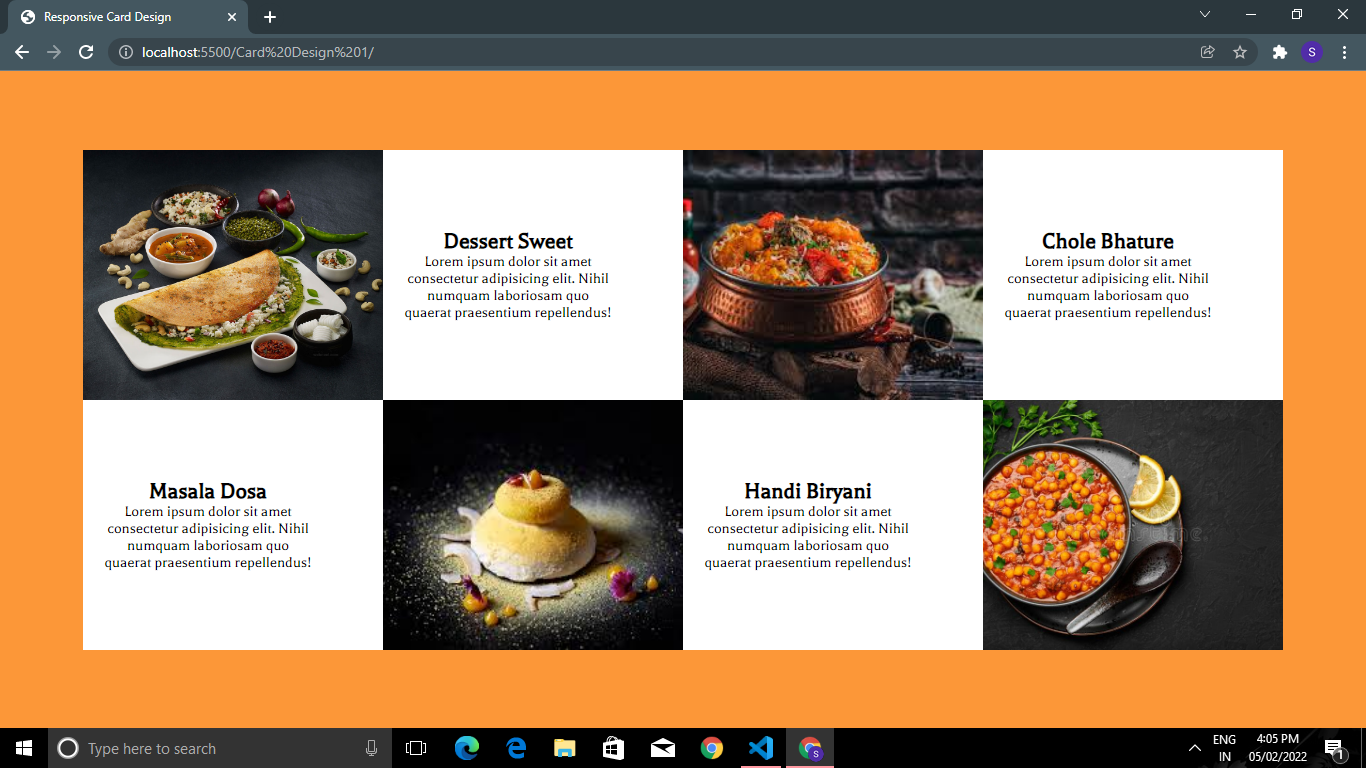 Responsive Card Design
localhost:5500/Card%20Design%201/
S
Dessert Sweet
Lorem ipsum dolor sit amet
consectetur adipisicing elit. Nihil
numquam laboriosam quo
quaerat praesentium repellendus!
Chole Bhature
Lorem ipsum dolor sit amet
consectetur adipisicing elit. Nihil
numquam laboriosam quo
quaerat praesentium repellendus!
Masala Dosa
Lorem ipsum dolor sit amet
consectetur adipisicing elit. Nihil
numquam laboriosam quo
quaerat praesentium repellendus!
Handi Biryani
Lorem ipsum dolor sit amet
consectetur adipisicing elit. Nihil
numquam laboriosam quo
quaerat praesentium repellendus!
Type here to search
S
ENG
IN
4:05 PM
05/02/2022
1